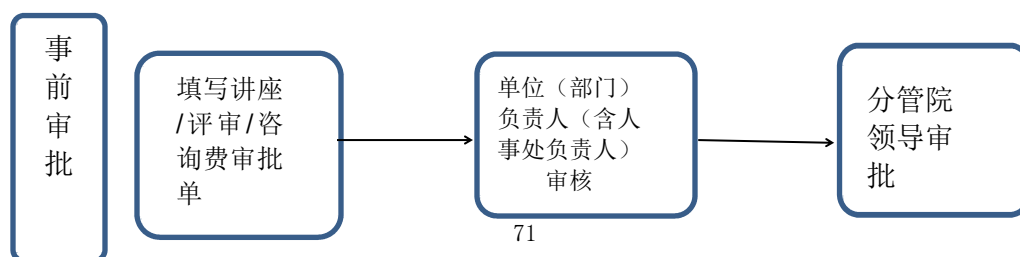 事
前
审
批
填写讲座
/评审/咨
询费审批
单
单位（部门）
负责人（含人
事处负责人）
审核
分管院
领导审
批
71